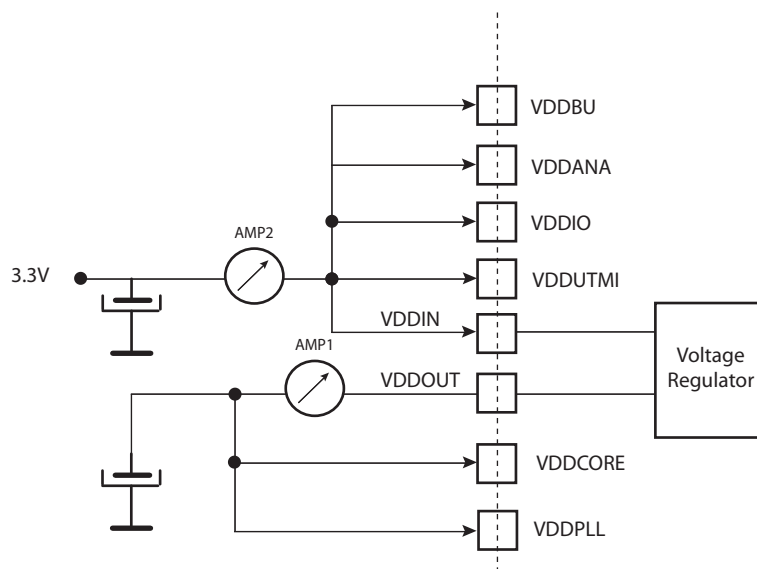 VDDBU
VDDANA
VDDIO
AMP2
3.3V
VDDUTMI
VDDIN
AMP1
VDDOUT
Voltage
Regulator
VDDCORE
VDDPLL